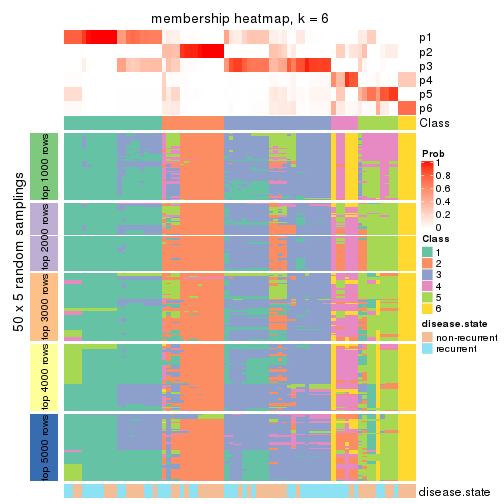 membership heatmap, k = 6
p1
p2
p3
p4
p5
p6
Class
50 x 5 random samplings
top 1000 rows
top 2000 rows
top 3000 rows
top 4000 rows
top 5000 rows
Prob
1
0.8
0.6
0.4
0.2
0
Class
1
2
3
4
5
6
disease.state
non-recurrent
recurrent
disease.state